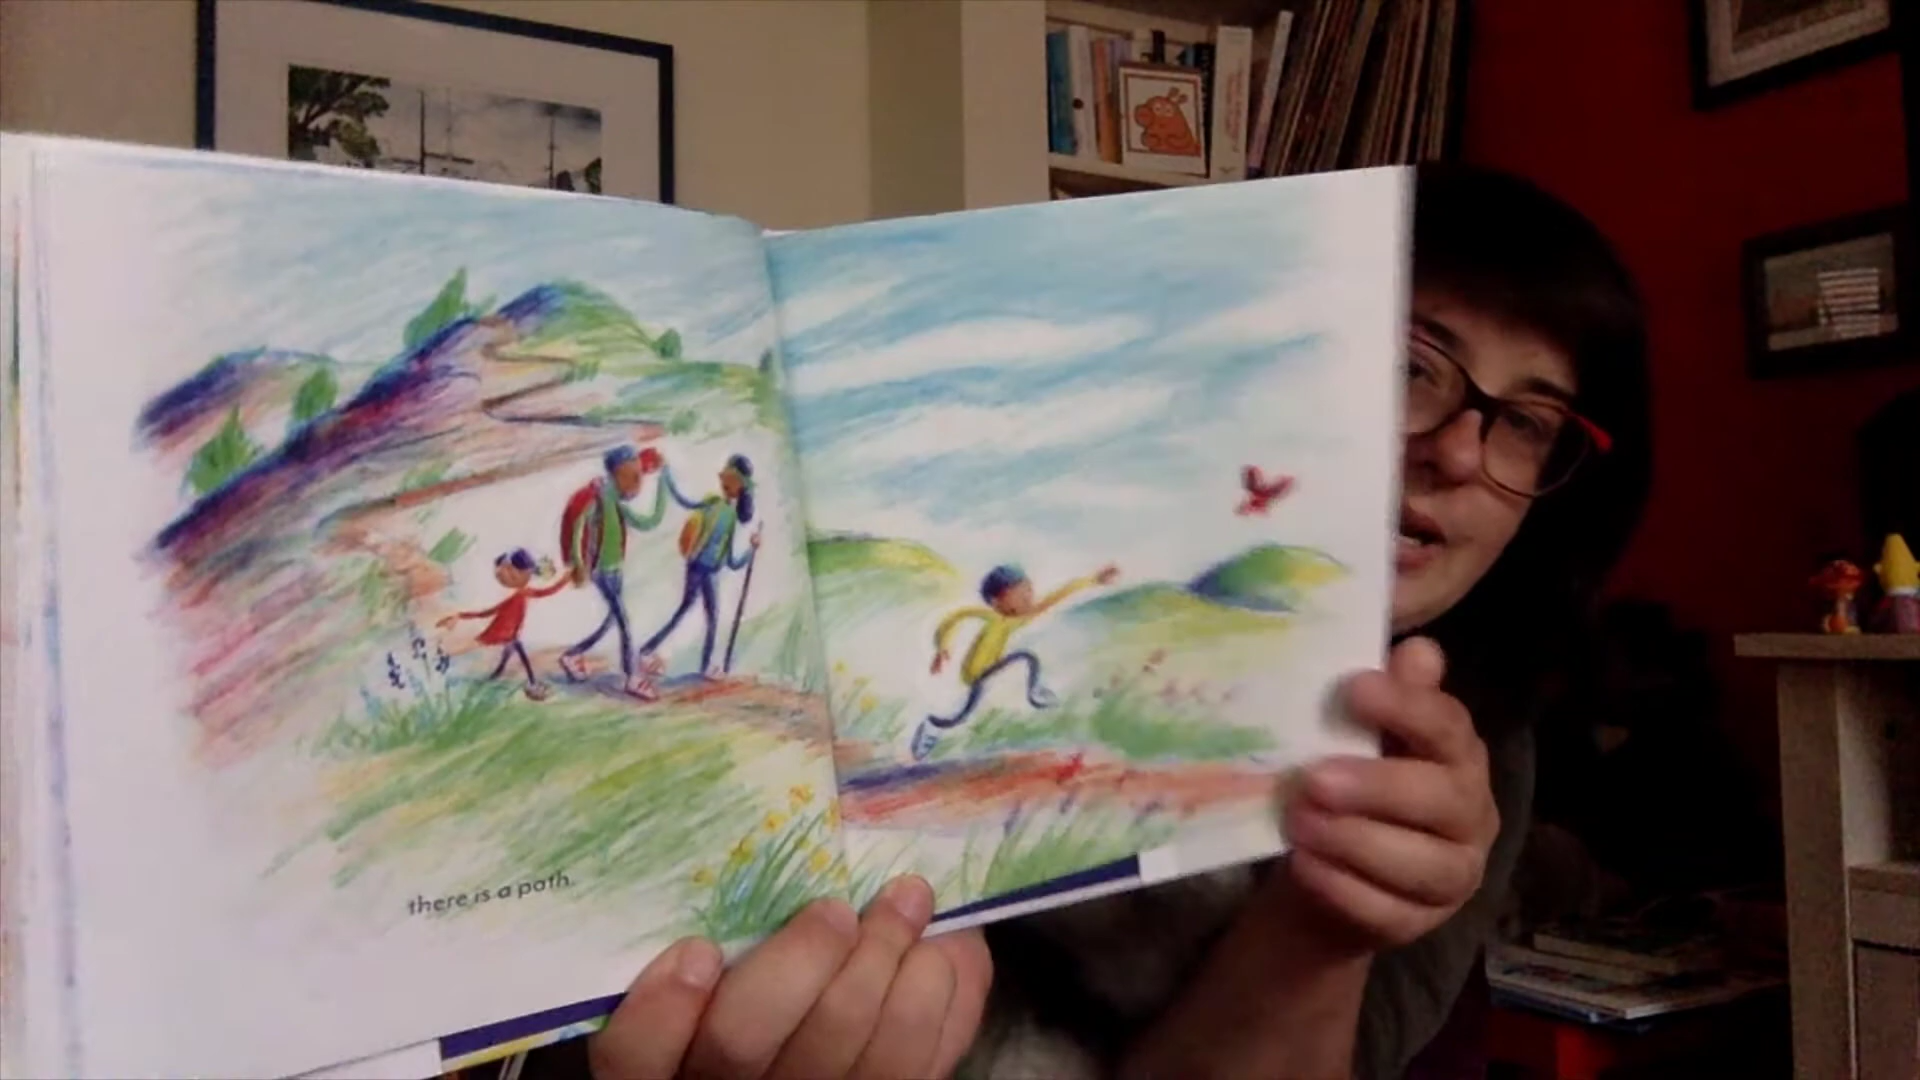 there is a path.